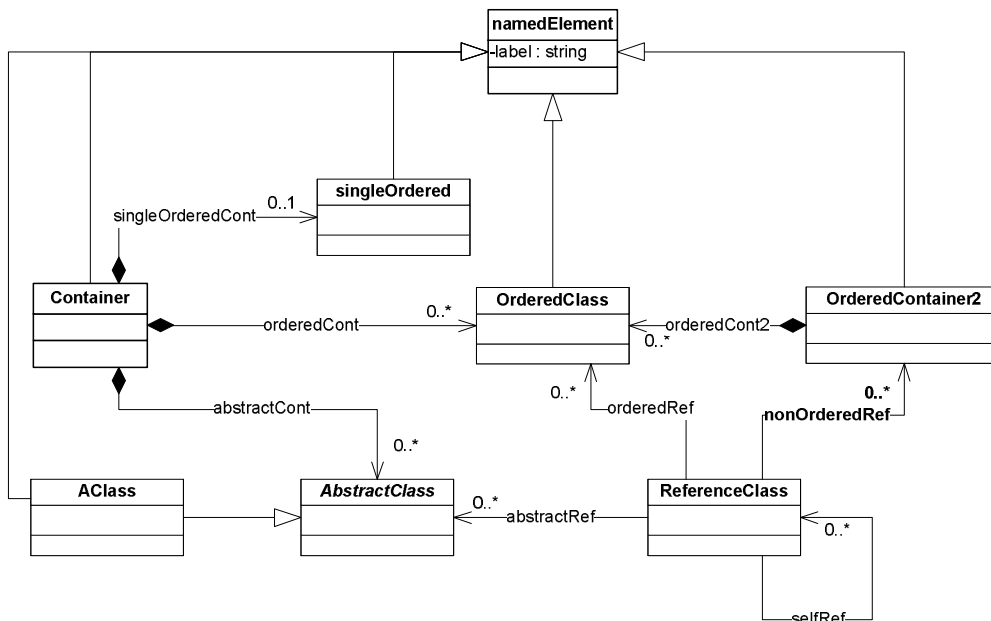 namedElement
-label : string
singleOrdered
0..1
singleOrderedCont
Container
OrderedClass
OrderedContainer2
0..*
orderedCont
orderedCont2
0..*
0..*
orderedRef
0..*
nonOrderedRef
abstractCont
0..*
AClass
AbstractClass
ReferenceClass
0..*
abstractRef
0..*
selfRef